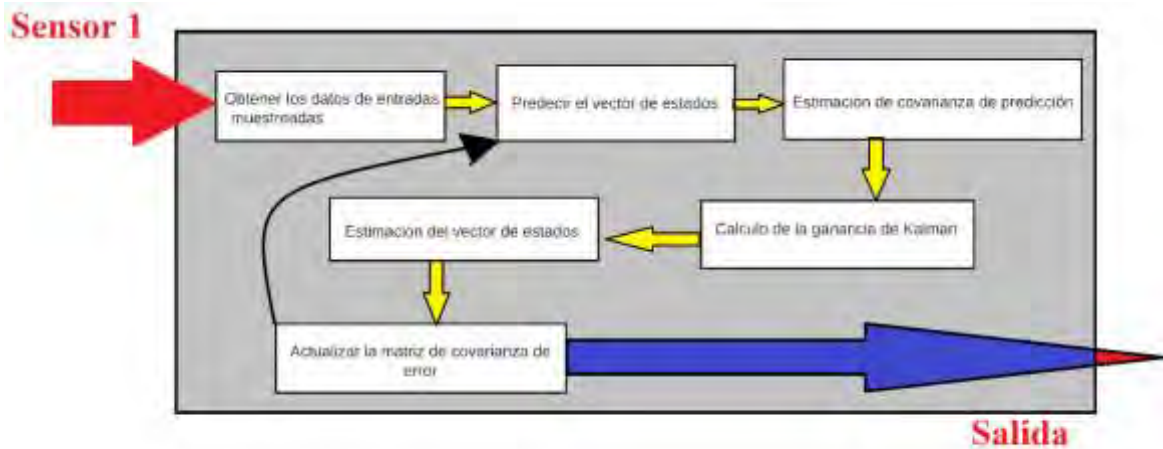 Sensor 1
Obtener los datos de entradas
muestreadas
Predecir el vector de estados
Estimación de covarianza de predicción
Calculo de la ganancia de Kalman
Estimacion del vector de estados
Actualizar la matriz de covarianza de
error
Salida